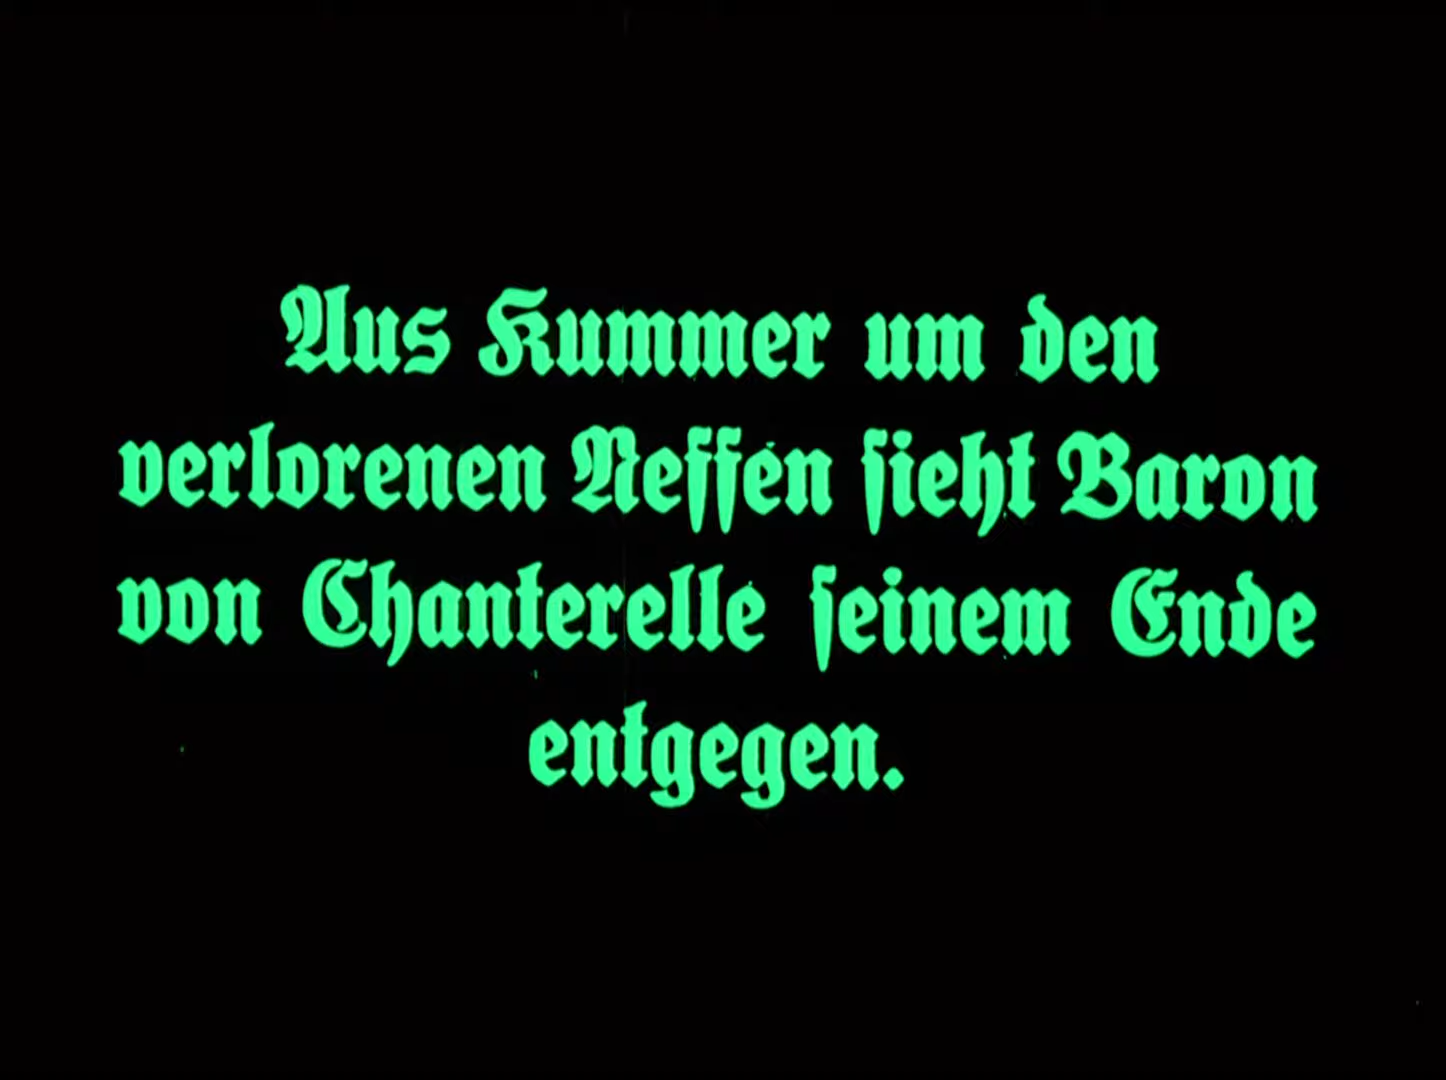 Aus Kummer um den
verlorenen Neffen sieht Baron
von Chanterelle seinem Ende
entgegen.